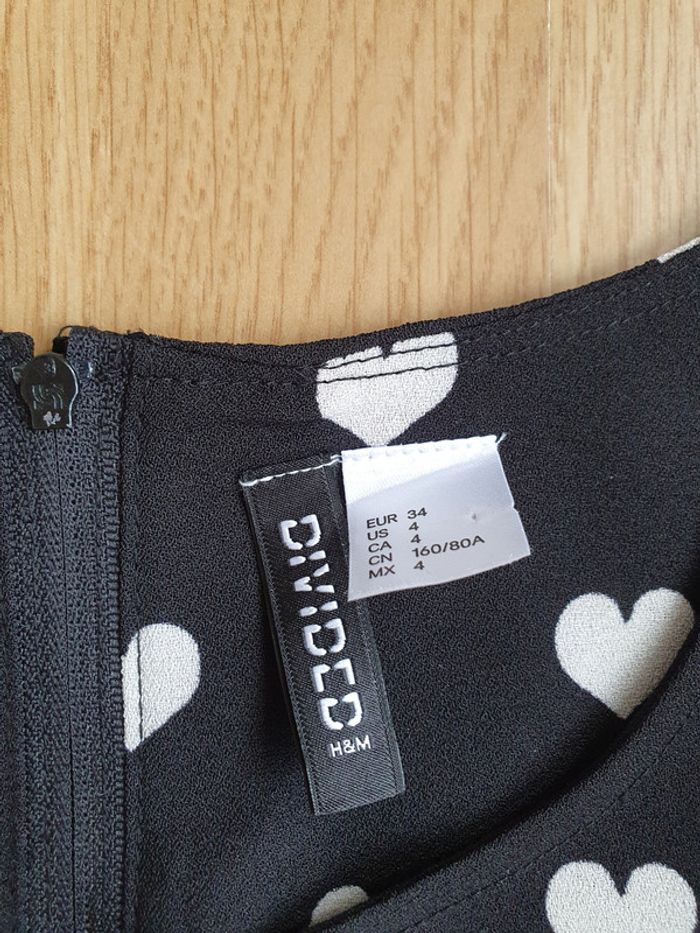 EUR 34
US 4
CA 4
CN 160/80A
MX 4
DIVIDED
H&M